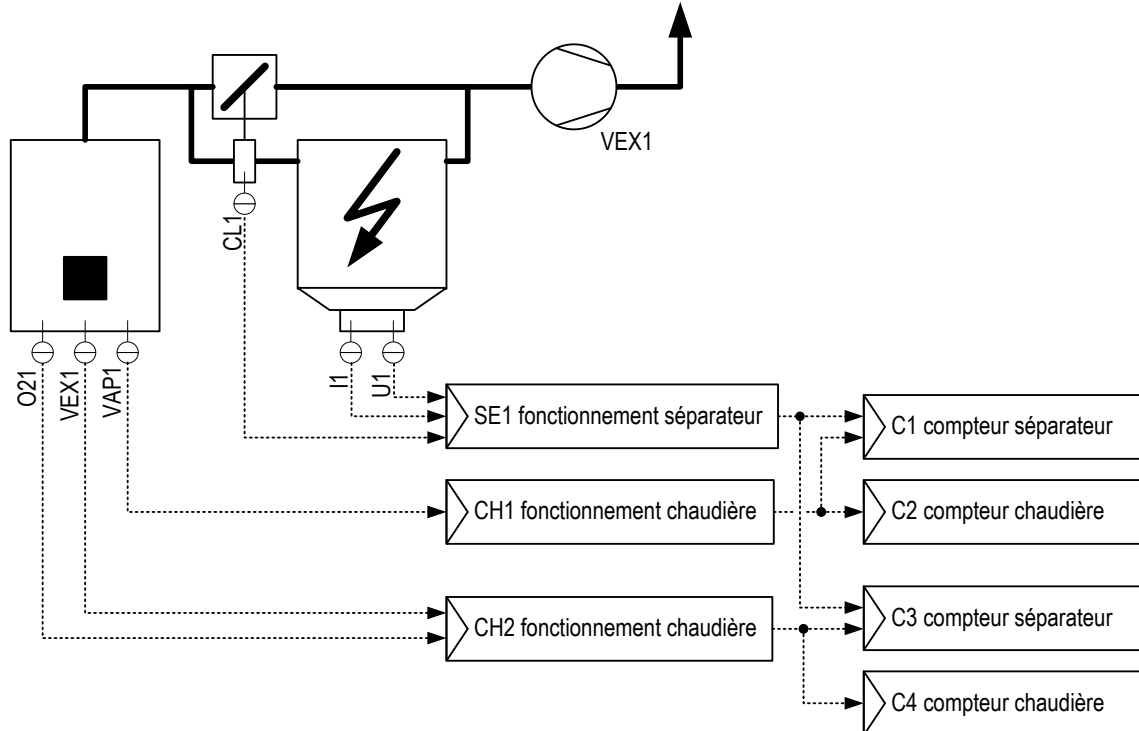 VEX1
CL1
O21
VEX1
VAP1
I1
U1
SE1 fonctionnement séparateur
C1 compteur séparateur
CH1 fonctionnement chaudière
C2 compteur chaudière
CH2 fonctionnement chaudière
C3 compteur séparateur
C4 compteur chaudière